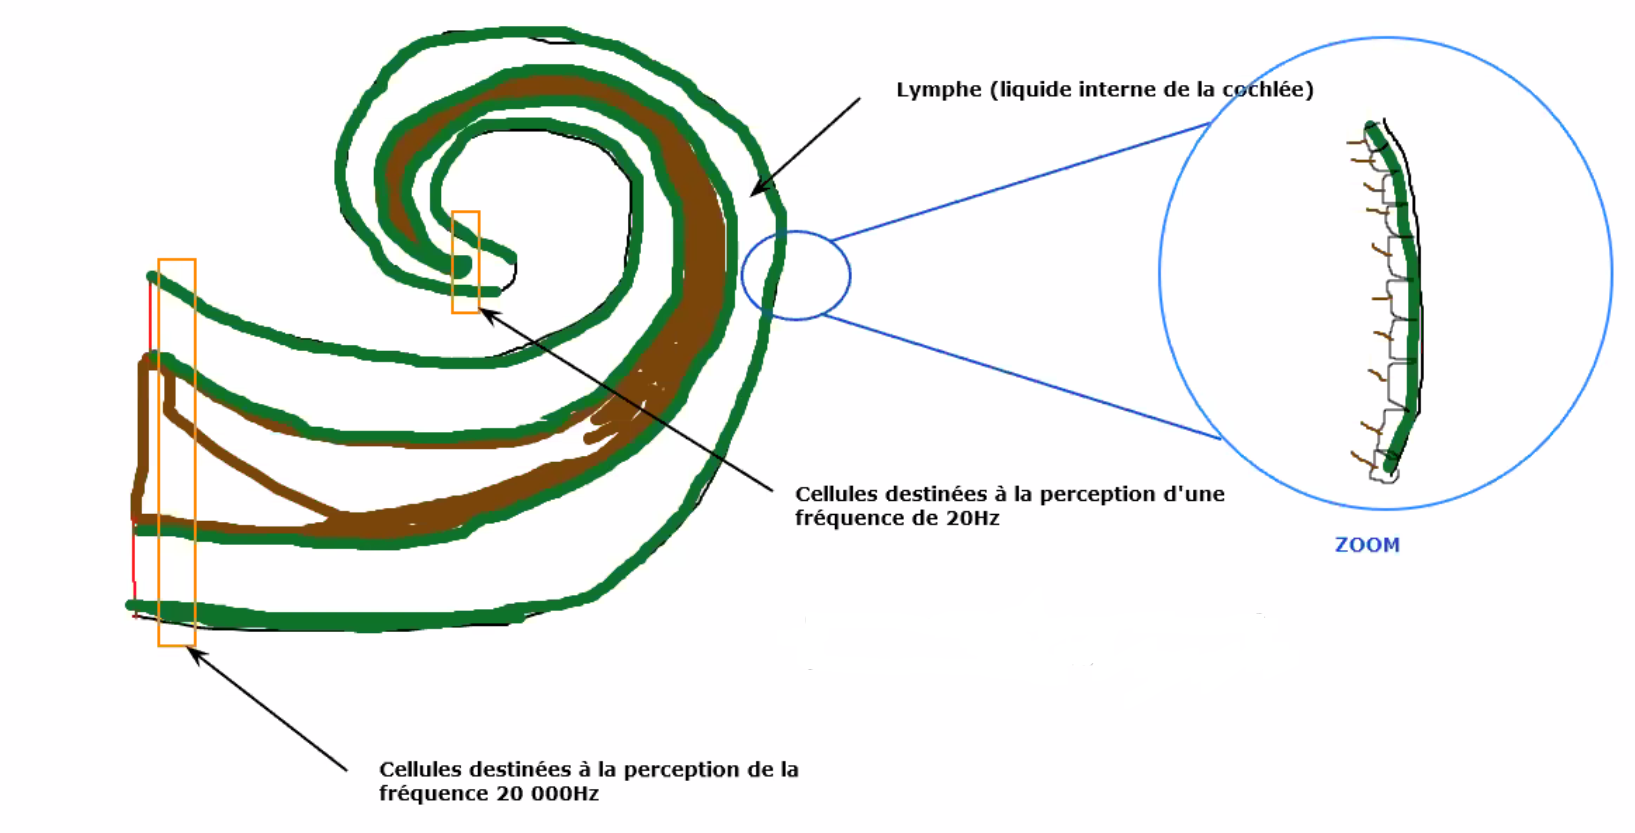 Lymphe (liquide interne de la cochlée)
Cellules destinées à la perception d'une
fréquence de 20Hz
ZOOM
Cellules destinées à la perception de la
fréquence 20 000Hz